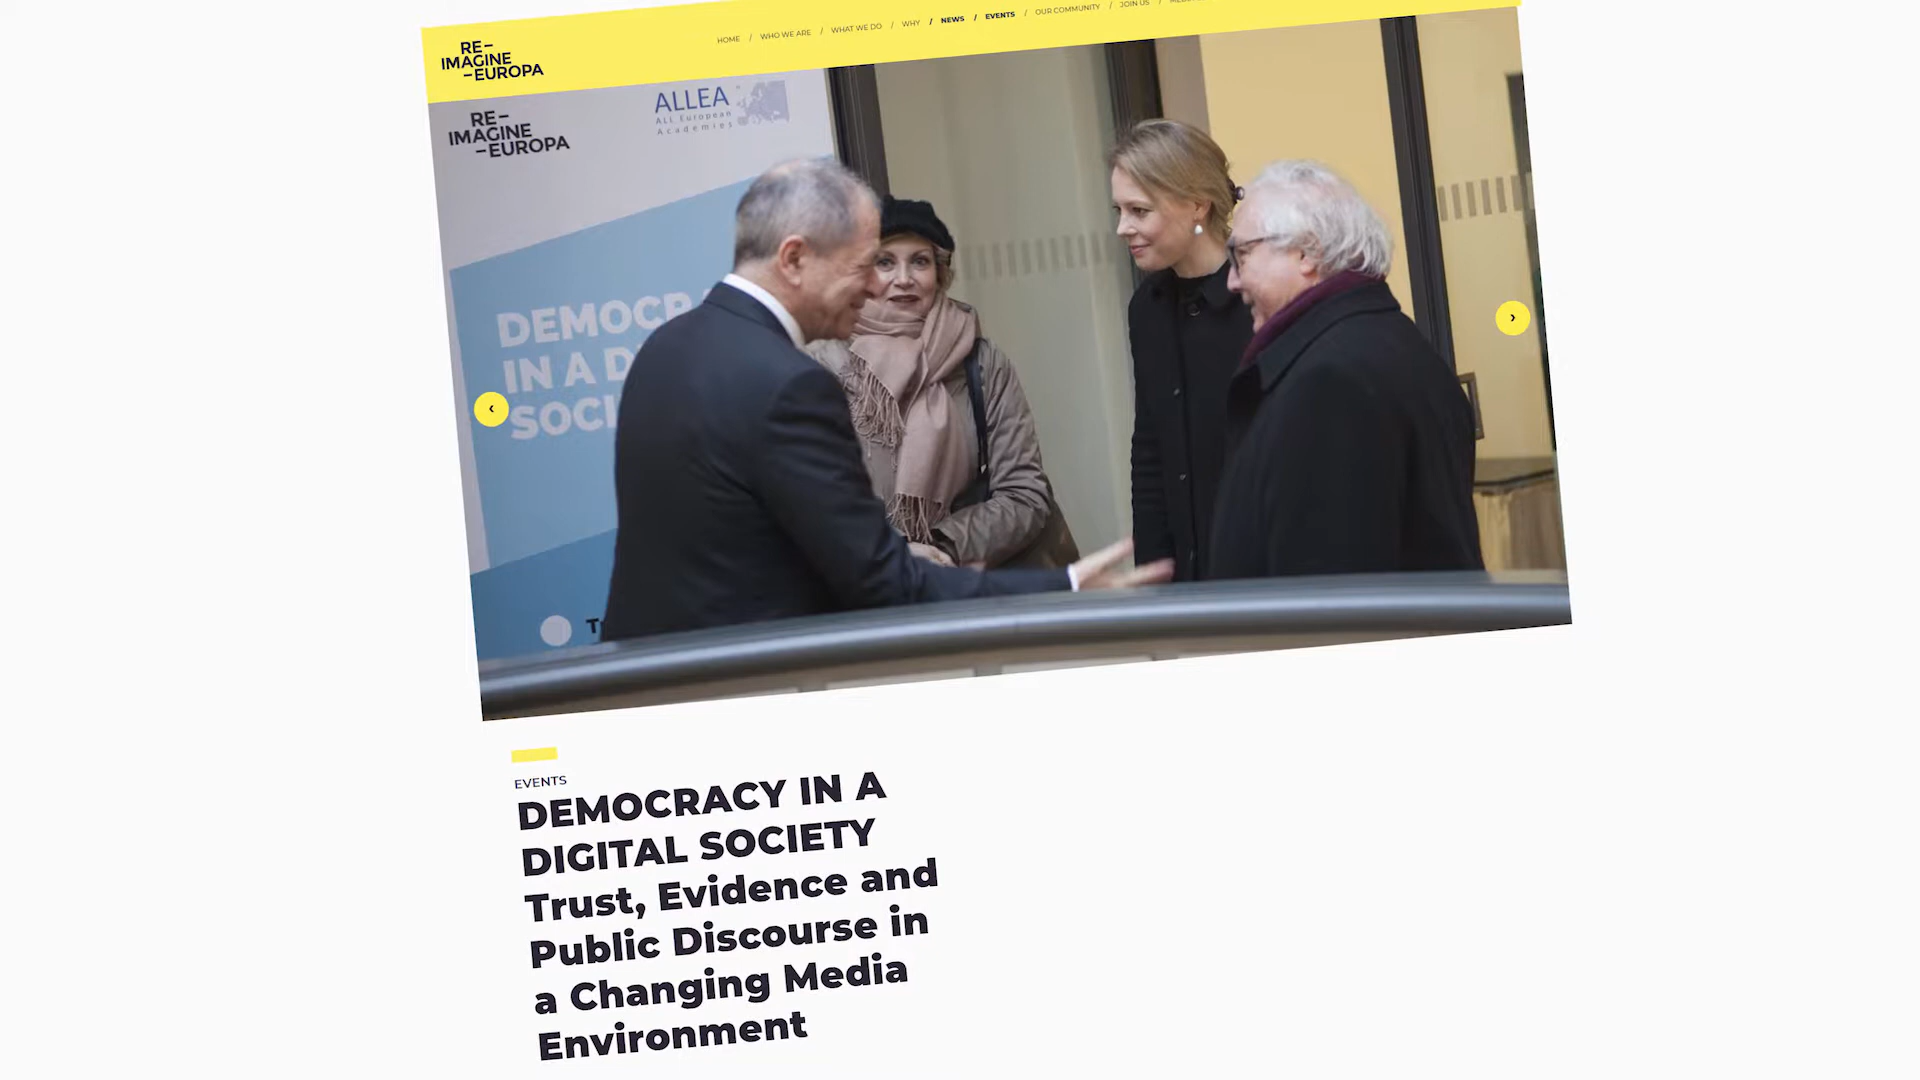 RE-
IMAGINE
-EUROPA
HOME / WHO WE ARE / WHAT WE DO / WHY / NEWS / EVENTS / OUR COMMUNITY / JOIN US /
RE-
IMAGINE
-EUROPA
ALLEA
ALL European
Academies
DEMOCR
IN A D
SOCI
‹
›
EVENTS
DEMOCRACY IN A
DIGITAL SOCIETY
Trust, Evidence and
Public Discourse in
a Changing Media
Environment